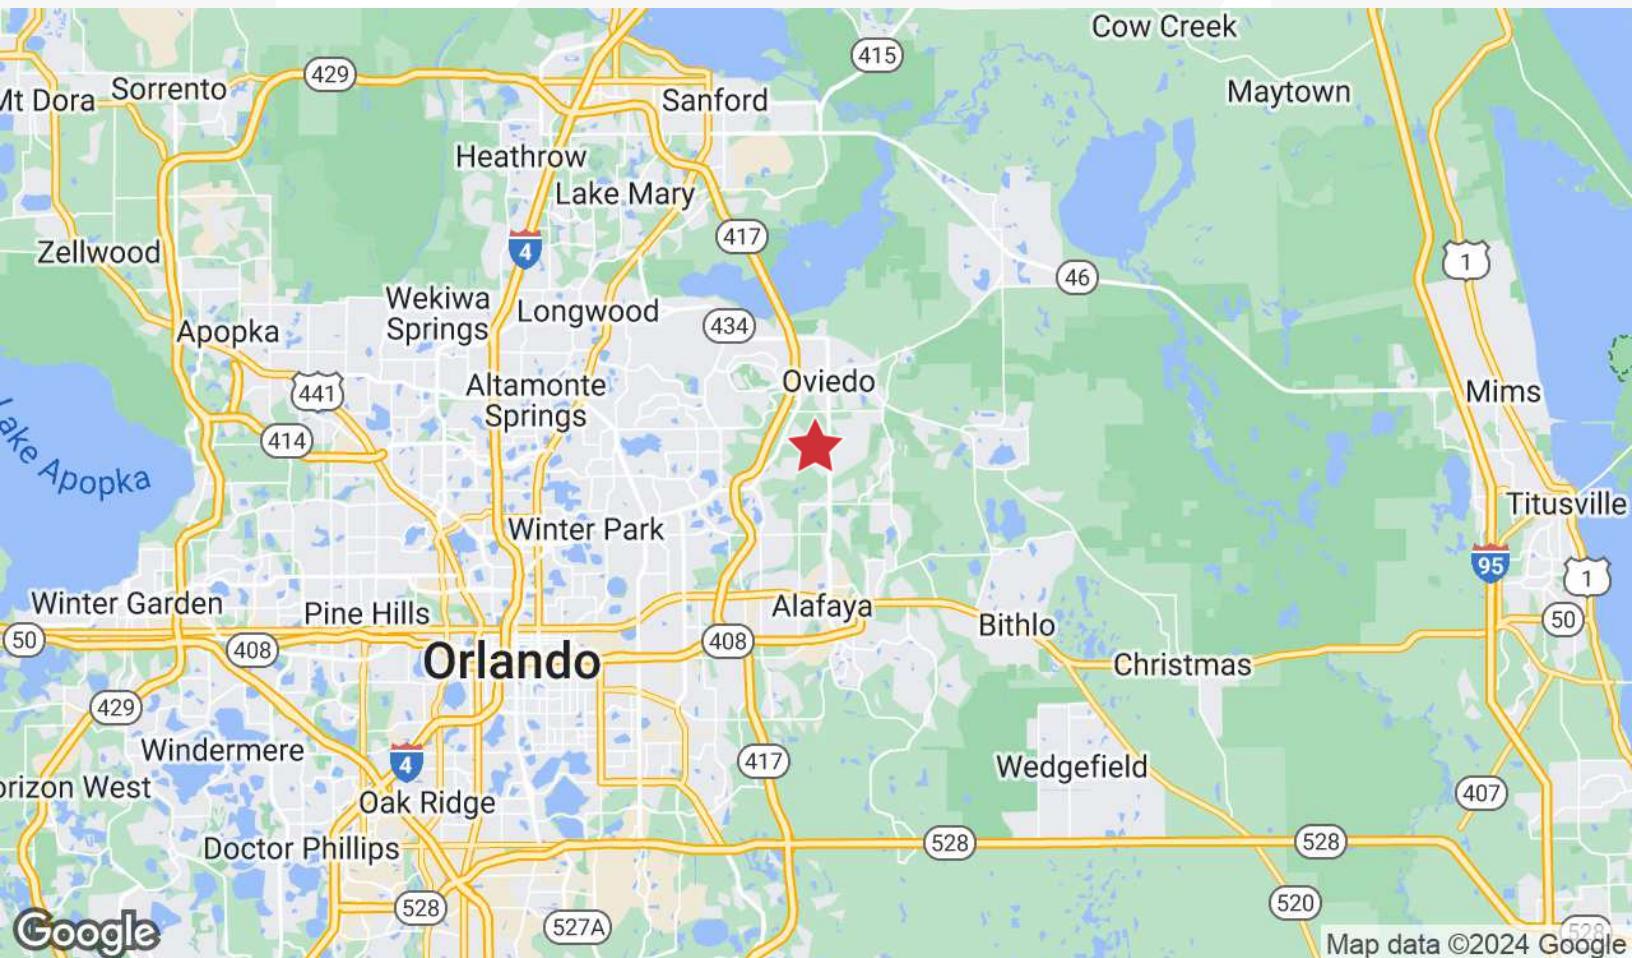 Cow Creek
415
429
Sorrento
Mt Dora
Sanford
Maytown
Heathrow
Lake Mary
417
Zellwood
4
1
46
Wekiwa
Springs
Longwood
434
Apopka
Oviedo
441
Altamonte
Springs
Mims
414
Lake Apopka
Titusville
Winter Park
95
1
Winter Garden
Pine Hills
Alafaya
50
Bithlo
50
408
408
Orlando
Christmas
429
Windermere
4
417
Wedgefield
orizon West
Oak Ridge
407
Doctor Phillips
528
528
528
520
527A
Google
528
Map data ©2024 Google